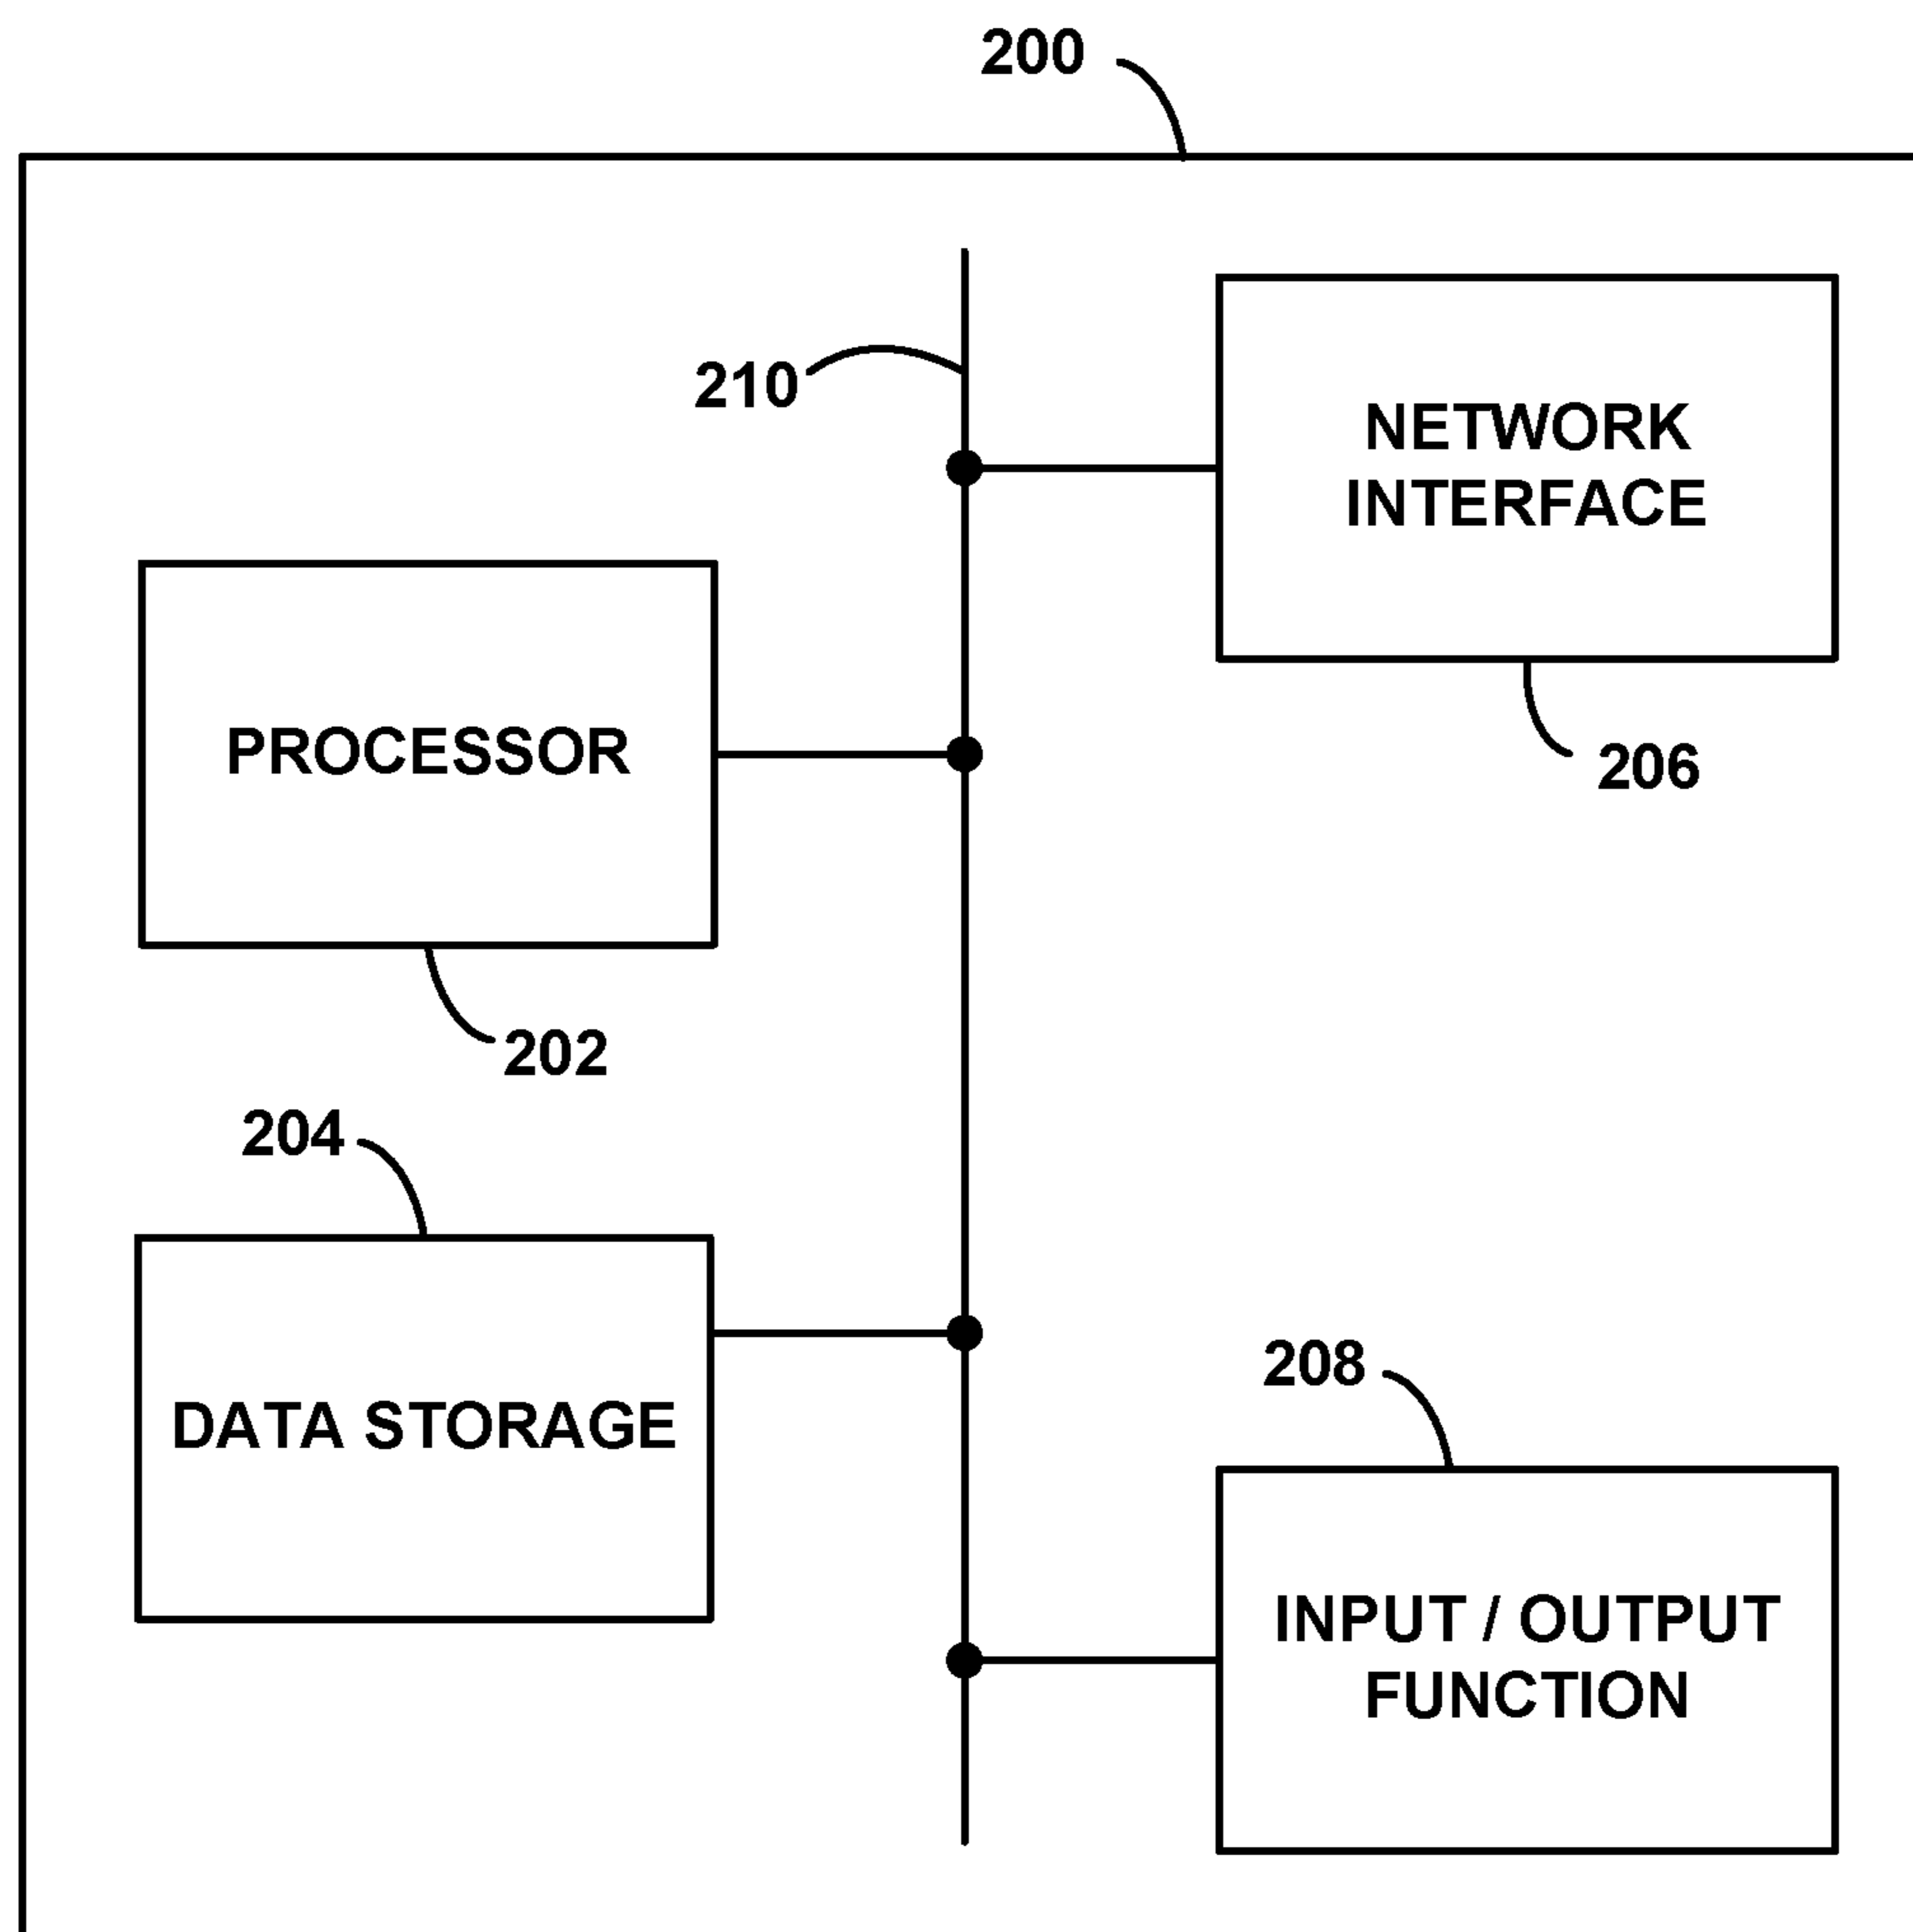 200
210
NETWORK
INTERFACE
206
PROCESSOR
202
204
DATA STORAGE
208
INPUT / OUTPUT
FUNCTION